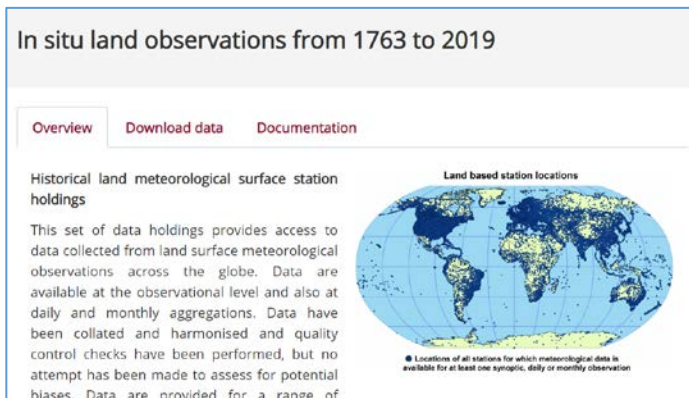 In situ land observations from 1763 to 2019
Overview Download data Documentation
Historical land meteorological surface station
holdings
This set of data holdings provides access to
data collected from land surface meteorological
observations across the globe. Data are
available at the observational level and also at
daily and monthly aggregations. Data have
been collated and harmonised and quality
control checks have been performed, but no
attempt has been made to assess for potential
biases. Data are provided for a range of
Land based station locations
Locations of all stations for which meteorological data is
available for at least one synoptic, daily or monthly observation